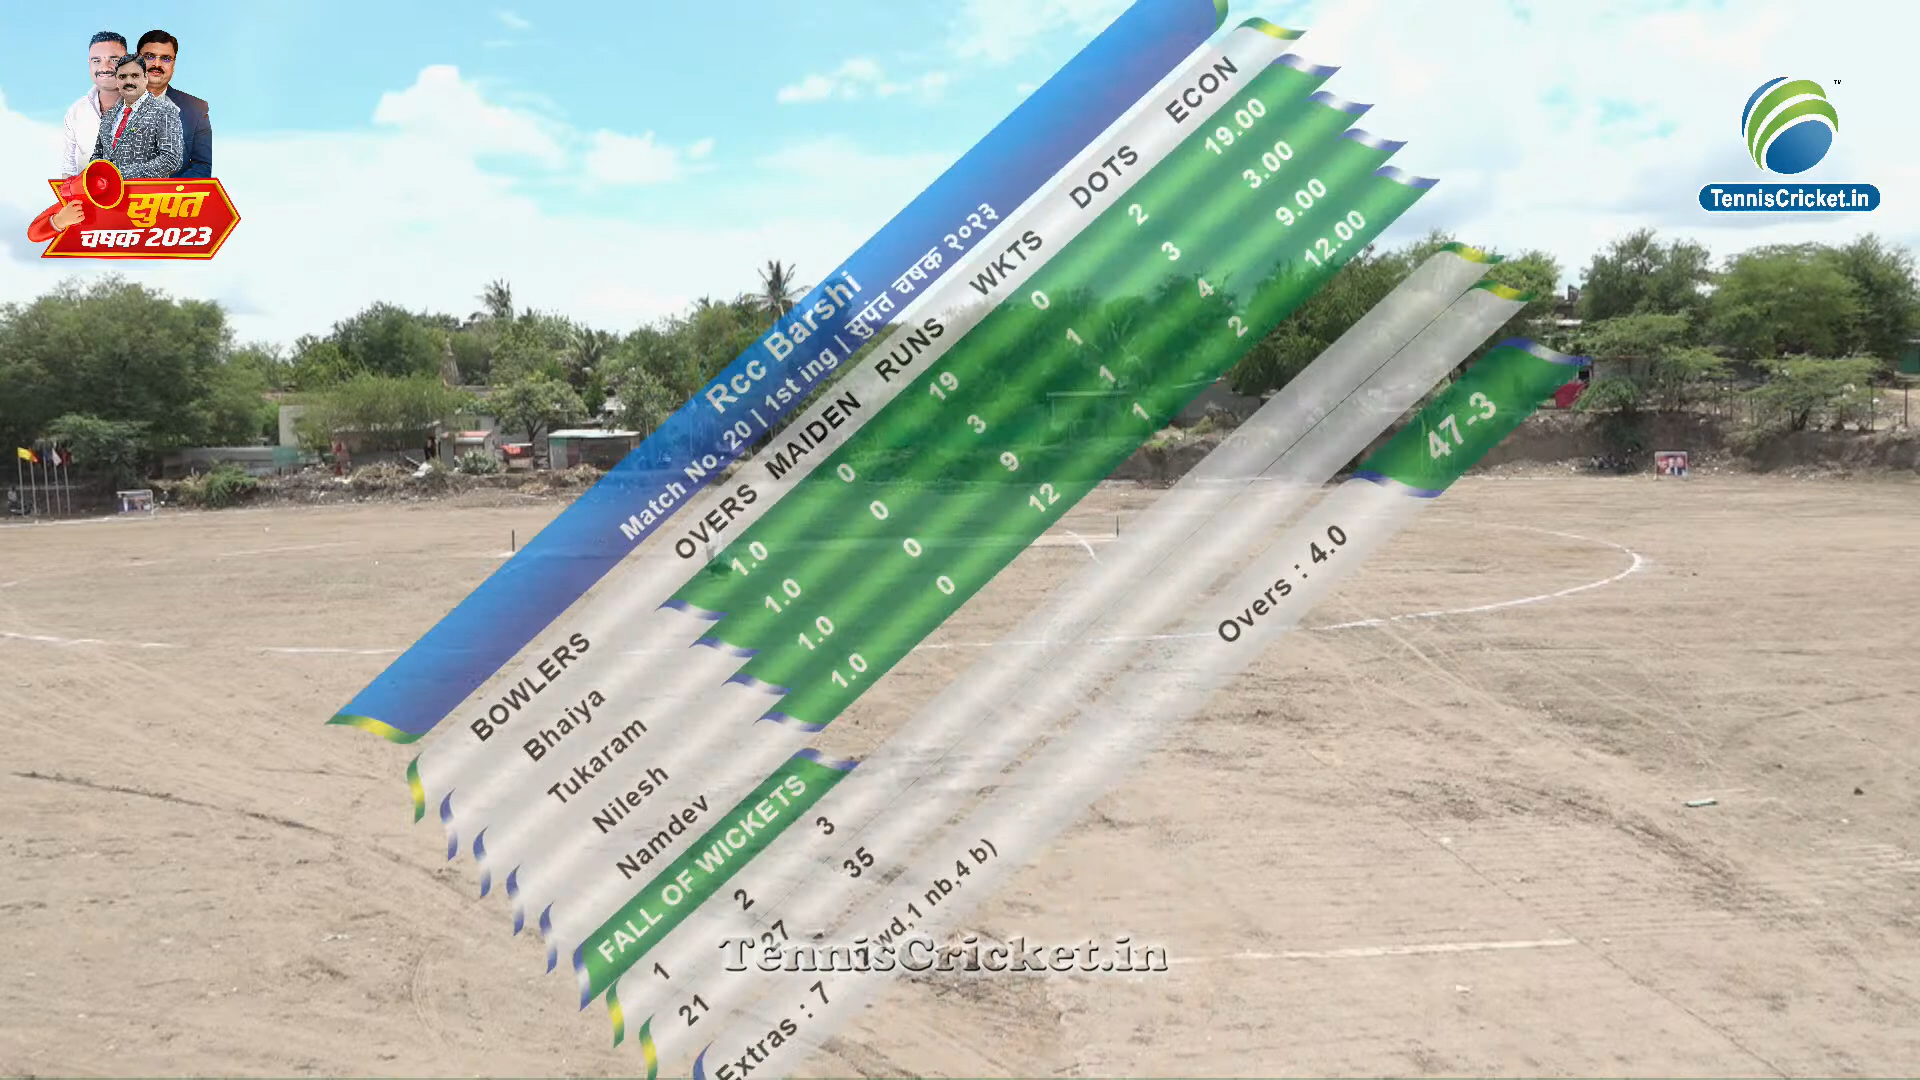 सुपंत
चषक 2023
TM
TennisCricket.in
Rcc Barshi
Match No. 20 | 1st ing | सुपंत चषक २०२३
BOWLERS OVERS MAIDEN RUNS WKTS DOTS ECON
Bhaiya 1.0 0 19 0 2 19.00
Tukaram 1.0 0 3 1 3 3.00
Nilesh 1.0 0 9 1 4 9.00
Namdev 1.0 0 12 1 2 12.00
FALL OF WICKETS
1 2 3
21 27 35
Extras : 7 wd,1 nb,4 b) Overs : 4.0 47-3
TennisCricket.in